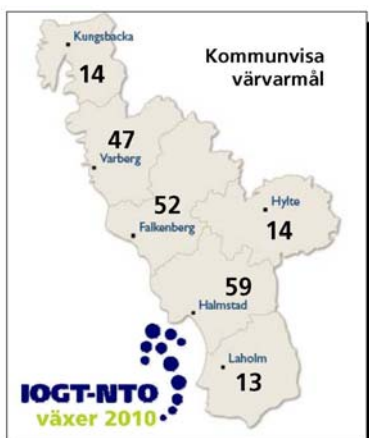 Kungsbacka
Kommunvisa
värvarmål
14
47
Varberg
52
Hylte
Falkenberg
14
59
Halmstad
Laholm
13
IOGT-NTO
växer 2010